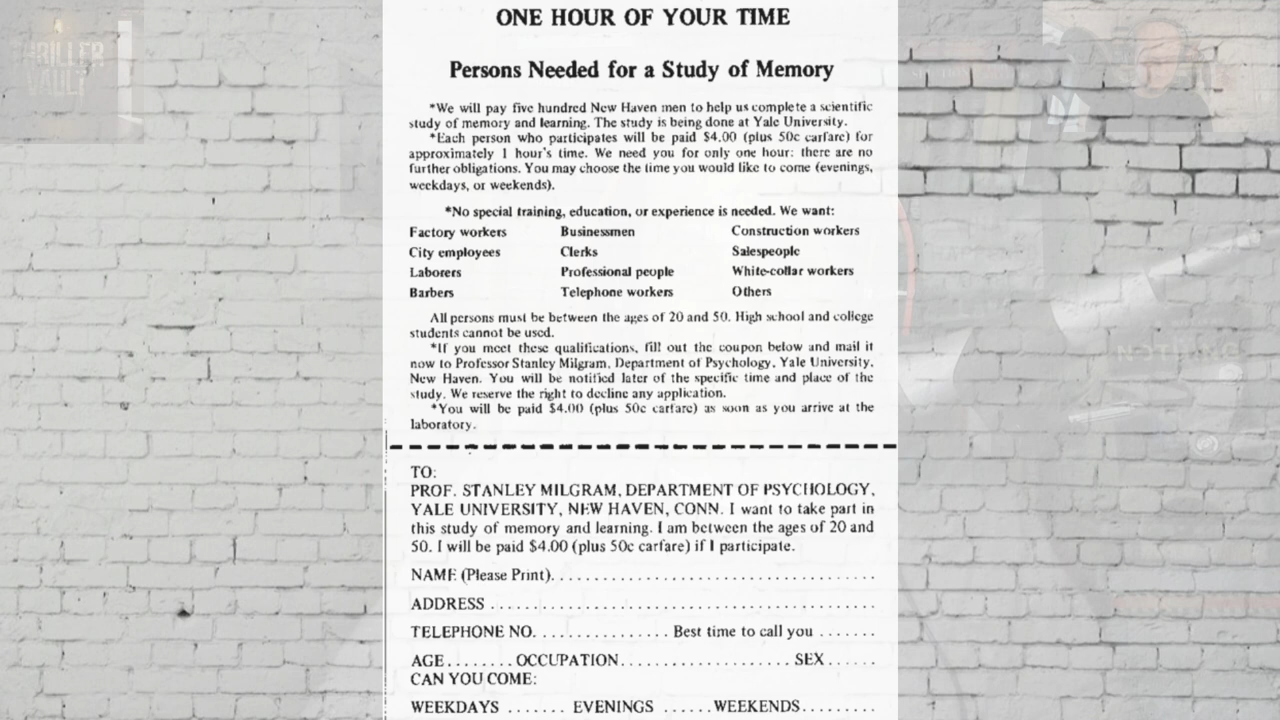 ONE HOUR OF YOUR TIME
Persons Needed for a Study of Memory
*We will pay five hundred New Haven men to help us complete a scientific
study of memory and learning. The study is being done at Yale University.
*Each person who participates will be paid $4.00 (plus 50c carfare) for
approximately 1 hour's time. We need you for only one hour: there are no
further obligations. You may choose the time you would like to come (evenings,
weekdays, or weekends).
*No special training, education, or experience is needed. We want:
Factory workers Businessmen Construction workers
City employees Clerks Salespeople
Laborers Professional people White-collar workers
Barbers Telephone workers Others
All persons must be between the ages of 20 and 50. High school and college
students cannot be used.
*If you meet these qualifications, fill out the coupon below and mail it
now to Professor Stanley Milgram, Department of Psychology, Yale University,
New Haven. You will be notified later of the specific time and place of the
study. We reserve the right to decline any application.
*You will be paid $4.00 (plus 50c carfare) as soon as you arrive at the
laboratory.
TO:
PROF. STANLEY MILGRAM, DEPARTMENT OF PSYCHOLOGY,
YALE UNIVERSITY, NEW HAVEN, CONN. I want to take part in
this study of memory and learning. I am between the ages of 20 and
50. I will be paid $4.00 (plus 50c carfare) if I participate.
NAME (Please Print). . . . . . . . . . . . . . . . . . . . . . . . . . . . . . . .
ADDRESS . . . . . . . . . . . . . . . . . . . . . . . . . . . . . . . . . . . . . .
TELEPHONE NO. . . . . . . . . . . . . . . . Best time to call you . . . . . . .
AGE . . . . . . . . OCCUPATION. . . . . . . . . . . . . . . . . . . . SEX . . . . . .
CAN YOU COME:
WEEKDAYS . . . . . . . EVENINGS . . . . . . WEEKENDS. . . . . . . . .
THRILLER
VAULT